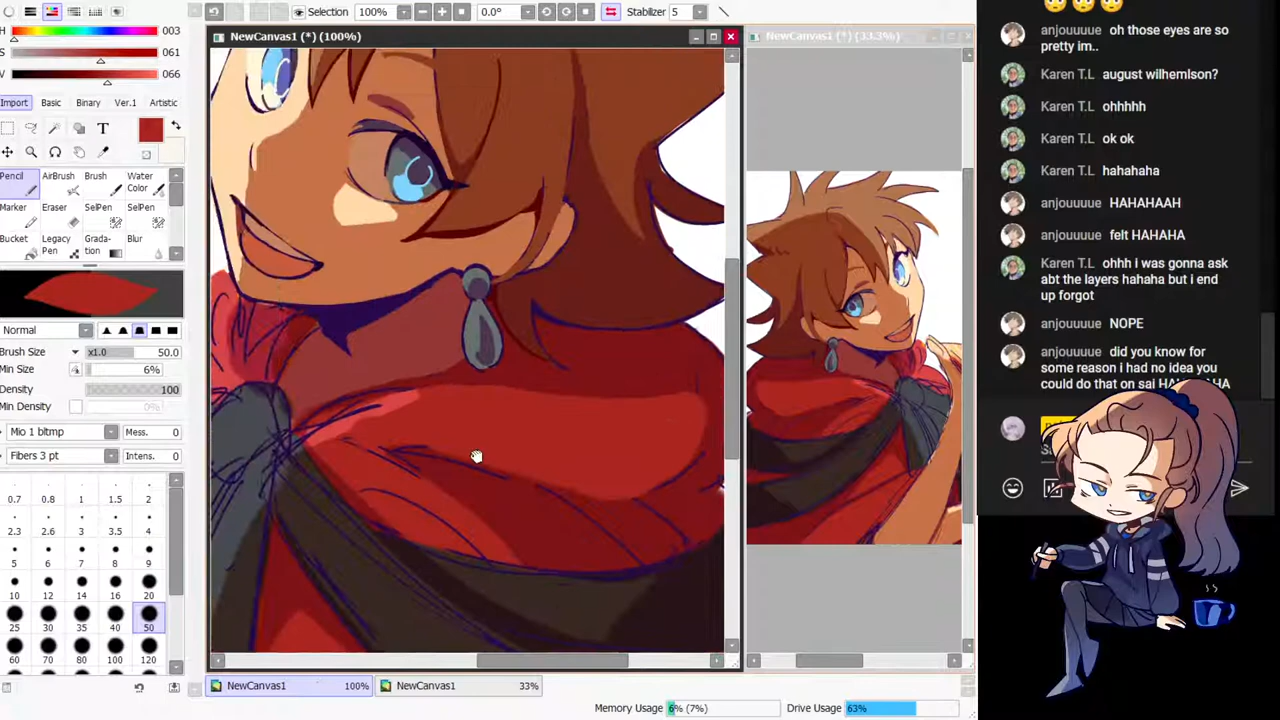 Selection 100% 0.0° Stabilizer 5
H 003
S 061
V 066
Import Basic Binary Ver.1 Artistic
T
Pencil AirBrush Brush Water Color
Marker Eraser SelPen SelPen
Bucket Legacy Pen Grada-tion Blur
Normal
Brush Size x1.0 50.0
Min Size 6%
Density 100
Min Density 0%
Mio 1 bltmp Mess. 0
Fibers 3 pt Intens. 0
0.7 0.8 1 1.5 2
2.3 2.6 3 3.5 4
5 6 7 8 9
10 12 14 16 20
25 30 35 40 50
60 70 80 100 120
NewCanvas1 (*) (100%)
NewCanvas1 (*) (33.3%)
NewCanvas1 100% NewCanvas1 33%
Memory Usage 6% (7%) Drive Usage 63%
anjouuuue oh those eyes are so
pretty im..
Karen T.L august wilhemlson?
Karen T.L ohhhhh
Karen T.L ok ok
Karen T.L hahahaha
anjouuuue HAHAHAAH
anjouuuue felt HAHAHA
Karen T.L ohhh i was gonna ask
abt the layers hahaha but i end
up forgot
anjouuuue NOPE
anjouuuue did you know for
some reason i had no idea you
could do that on sai HAHAHAHA